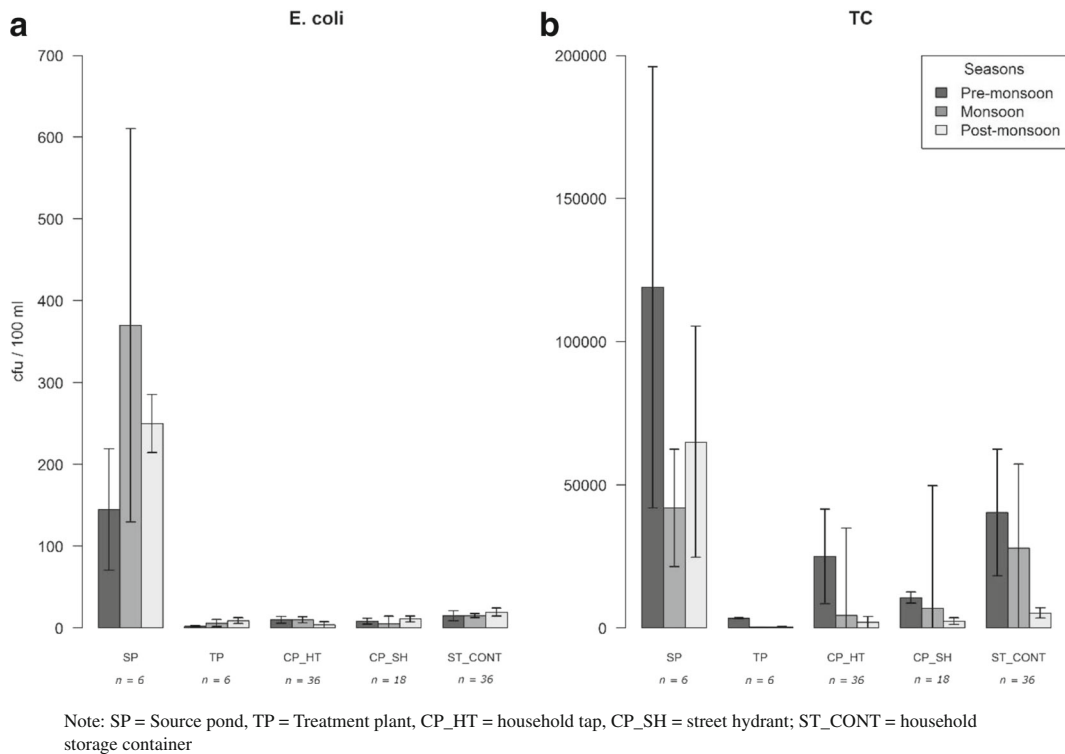 a
E. coli
cfu / 100 ml
700
600
500
400
300
200
100
0
SP
TP
CP_HT
CP_SH
ST_CONT
n = 6
n = 6
n = 36
n = 18
n = 36
b
TC
200000
150000
100000
50000
0
Seasons
Pre-monsoon
Monsoon
Post-monsoon
SP
TP
CP_HT
CP_SH
ST_CONT
n = 6
n = 6
n = 36
n = 18
n = 36
Note: SP = Source pond, TP = Treatment plant, CP_HT = household tap, CP_SH = street hydrant; ST_CONT = household
storage container